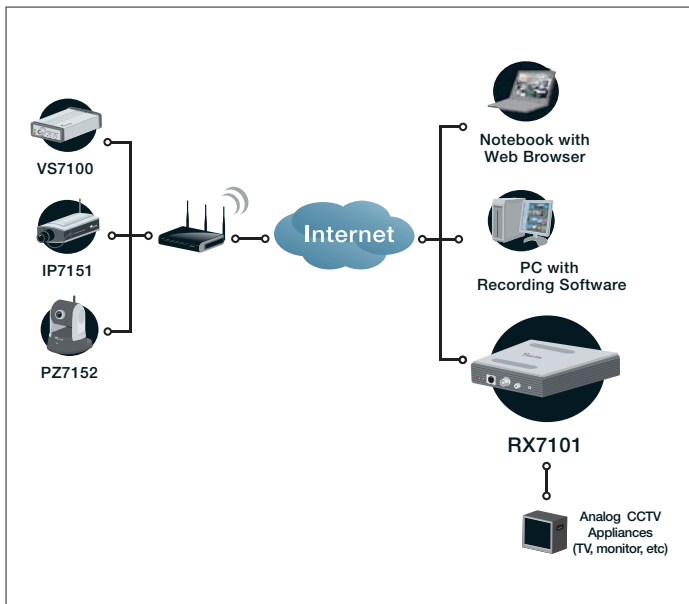 VS7100
IP7151
PZ7152
Internet
Notebook with
Web Browser
PC with
Recording Software
RX7101
Analog CCTV
Appliances
(TV, monitor, etc)